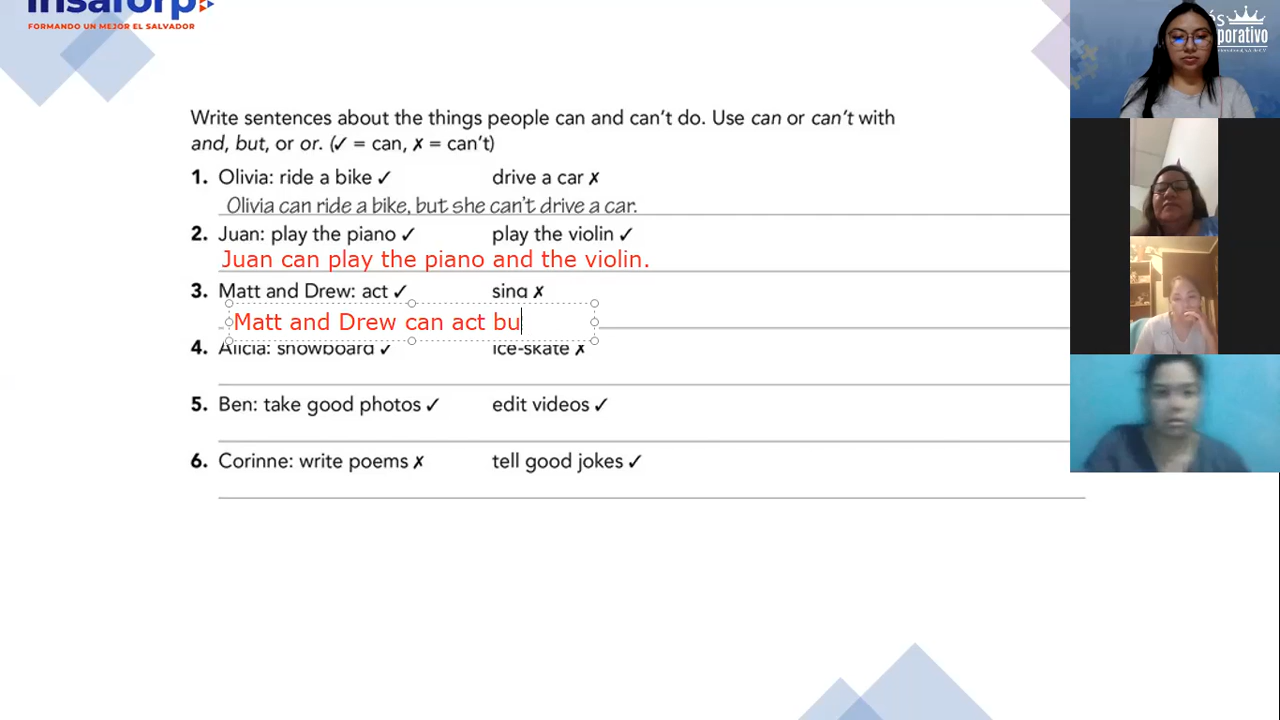 Insaforp
FORMANDO UN MEJOR EL SALVADOR
porativo
Write sentences about the things people can and can't do. Use can or can't with
and, but, or or. (✓ = can, ✗ = can't)
1. Olivia: ride a bike ✓ drive a car ✗
Olivia can ride a bike, but she can't drive a car.
2. Juan: play the piano ✓ play the violin ✓
Juan can play the piano and the violin.
3. Matt and Drew: act ✓ sing ✗
Matt and Drew can act bu
4. Alicia: snowboard ✓ ice-skate ✗
5. Ben: take good photos ✓ edit videos ✓
6. Corinne: write poems ✗ tell good jokes ✓